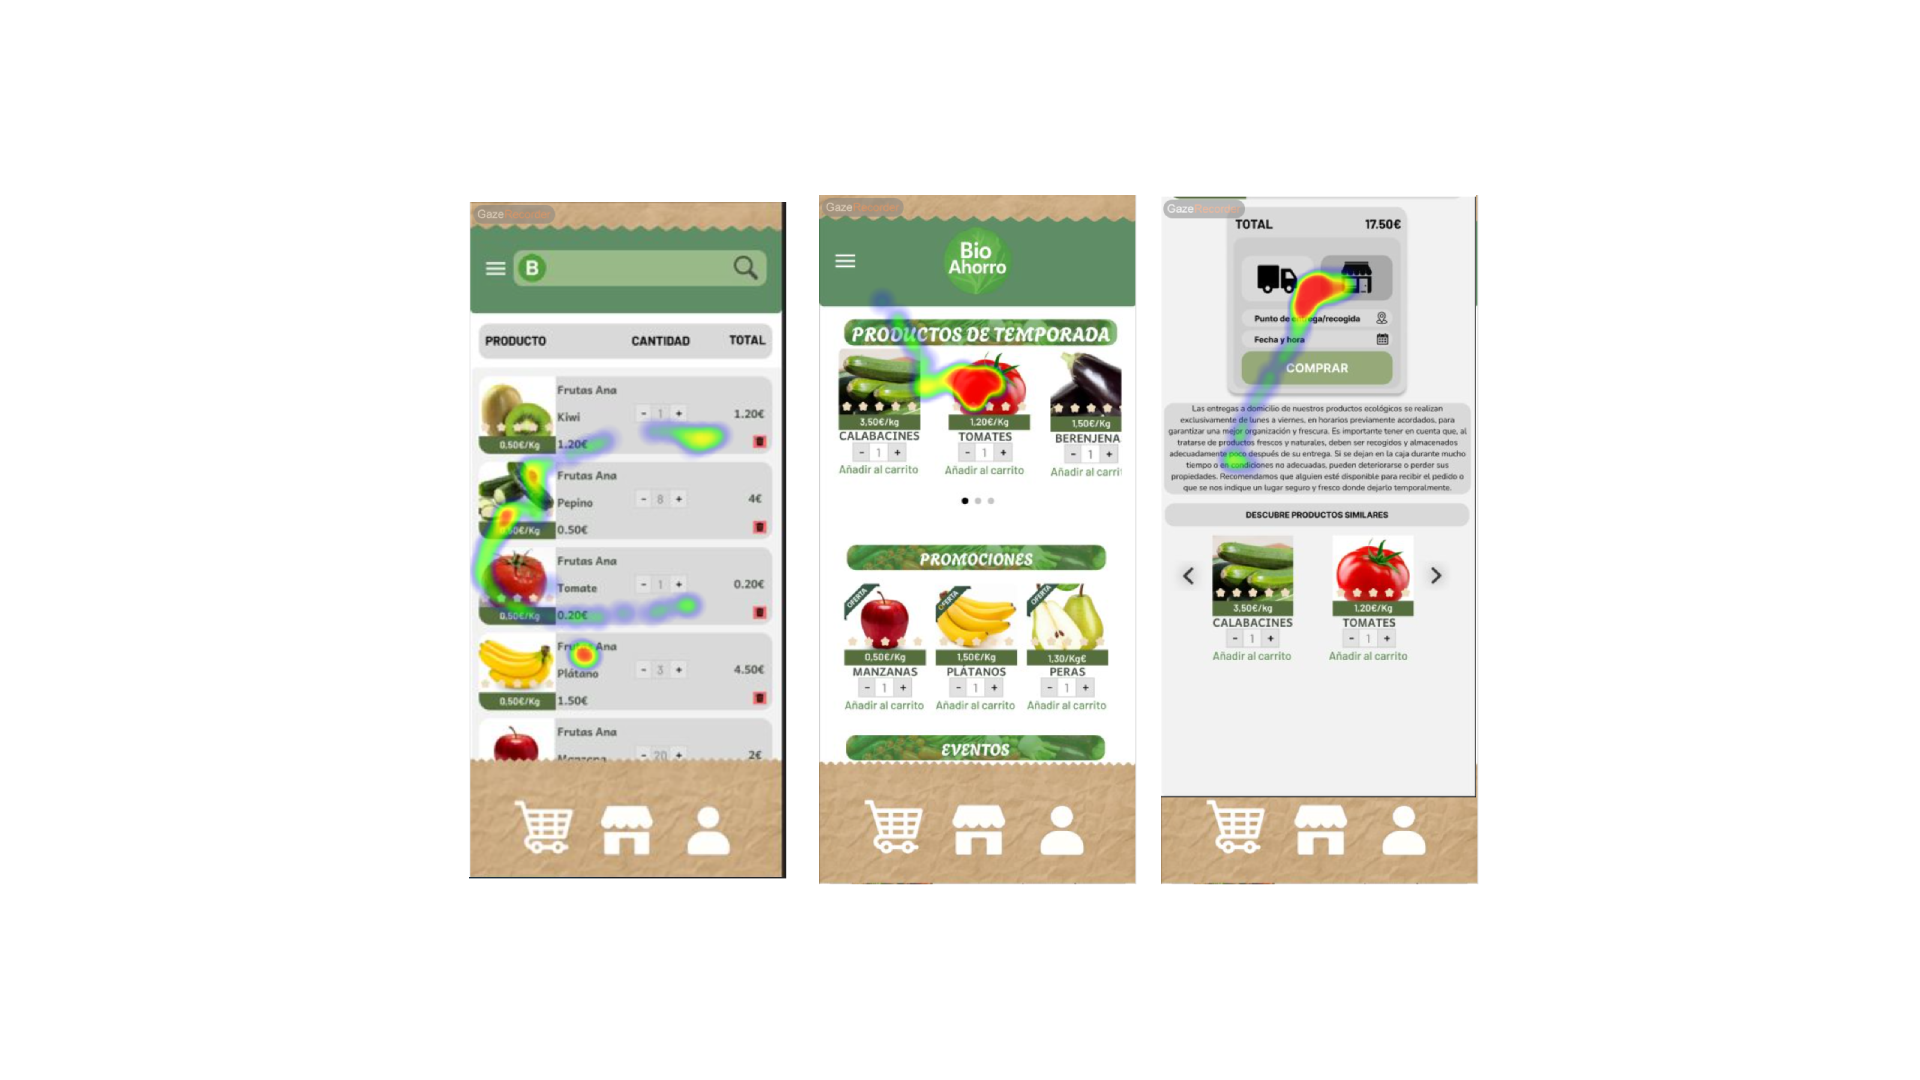 GazeRecorder
B
PRODUCTO CANTIDAD TOTAL
Frutas Ana
Kiwi - 1 + 1.20€
0.50€/Kg 1.20€
Frutas Ana
Pepino - 8 + 4€
0.50€/Kg 0.50€
Frutas Ana
Tomate - 1 + 0.20€
0.50€/Kg 0.20€
Frutas Ana
Plátano - 3 + 4.50€
0.50€/Kg 1.50€
Frutas Ana
Manzana - 20 + 2€
GazeRecorder
Bio
Ahorro
PRODUCTOS DE TEMPORADA
3,50€/kg 1,20€/Kg 1,50€/Kg
CALABACINES TOMATES BERENJENA
- 1 + - 1 + - 1 +
Añadir al carrito Añadir al carrito Añadir al carri
PROMOCIONES
OFERTA OFERTA OFERTA
0,50€/Kg 1,50€/Kg 1,30/Kg€
MANZANAS PLÁTANOS PERAS
- 1 + - 1 + - 1 +
Añadir al carrito Añadir al carrito Añadir al carrito
EVENTOS
GazeRecorder
TOTAL 17.50€
Punto de entrega/recogida
Fecha y hora
COMPRAR
Las entregas a domicilio de nuestros productos ecológicos se realizan
exclusivamente de lunes a viernes, en horarios previamente acordados, para
garantizar una mejor organización y frescura. Es importante tener en cuenta que, al
tratarse de productos frescos y naturales, deben ser recogidos y almacenados
adecuadamente poco después de su entrega. Si se dejan en la caja durante mucho
tiempo o en condiciones no adecuadas, pueden deteriorarse o perder sus
propiedades. Recomendamos que alguien esté disponible para recibir el pedido o
que se nos indique un lugar seguro y fresco donde dejarlo temporalmente.
DESCUBRE PRODUCTOS SIMILARES
3,50€/kg 1,20€/Kg
CALABACINES TOMATES
- 1 + - 1 +
Añadir al carrito Añadir al carrito